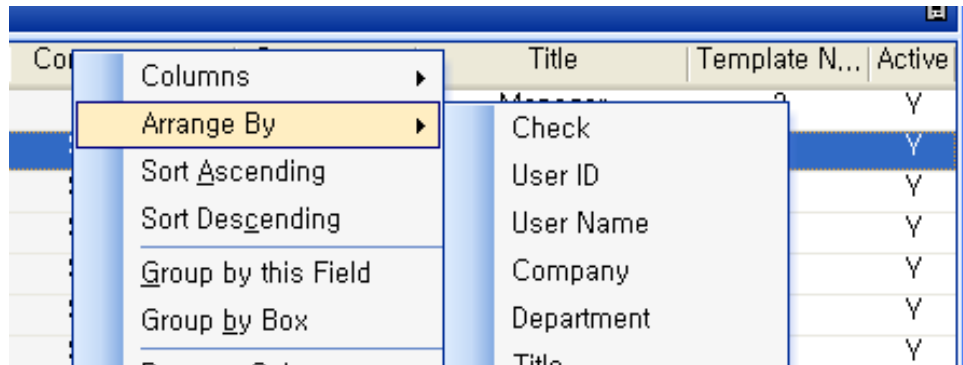 Title
Template N...
Active
Columns
Arrange By
Sort Ascending
Sort Descending
Group by this Field
Group by Box
Check
User ID
User Name
Company
Department
Title
Y
Y
Y
Y
Y
Y
Y